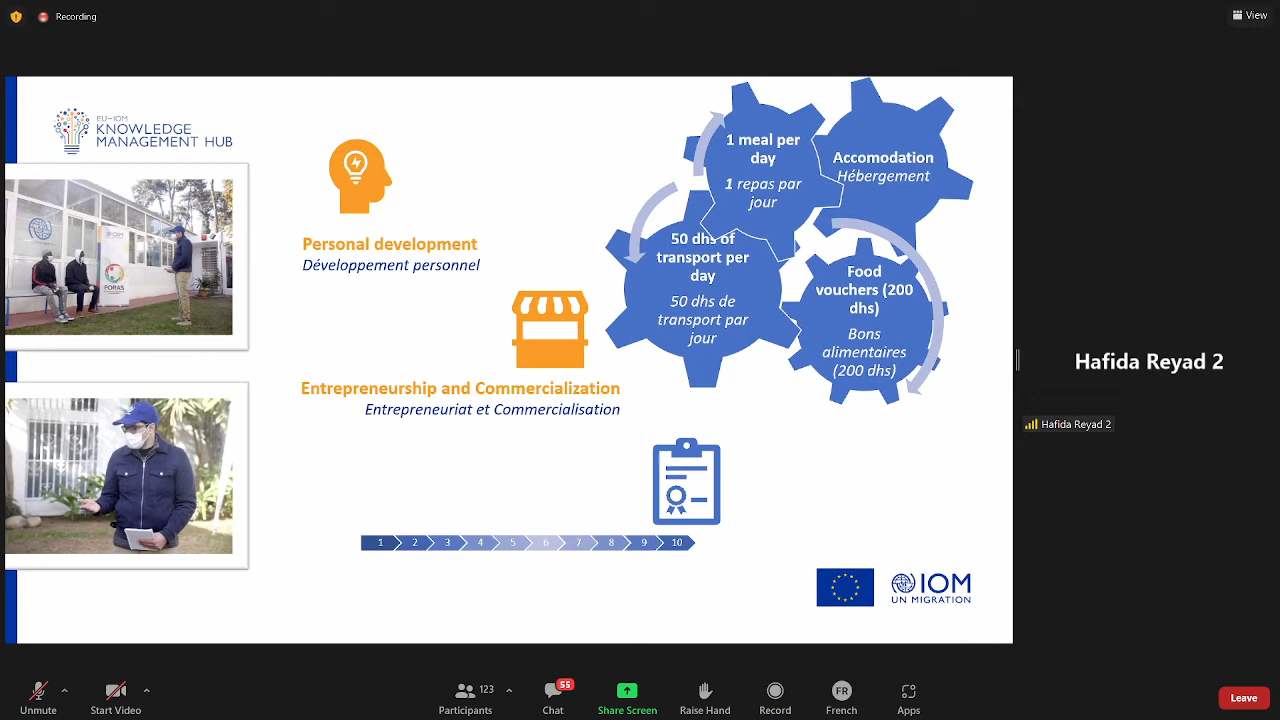 Recording
View
EU-IOM
KNOWLEDGE
MANAGEMENT HUB
IOM
FORAS
Personal development
Développement personnel
Entrepreneurship and Commercialization
Entrepreneuriat et Commercialisation
1 meal per
day
1 repas par
jour
Accomodation
Hébergement
50 dhs of
transport per
day
50 dhs de
transport par
jour
Food
vouchers (200
dhs)
Bons
alimentaires
(200 dhs)
1 2 3 4 5 6 7 8 9 10
IOM
UN MIGRATION
Hafida Reyad 2
Hafida Reyad 2
Unmute
Start Video
123
Participants
55
Chat
Share Screen
Raise Hand
Record
FR
French
Apps
Leave